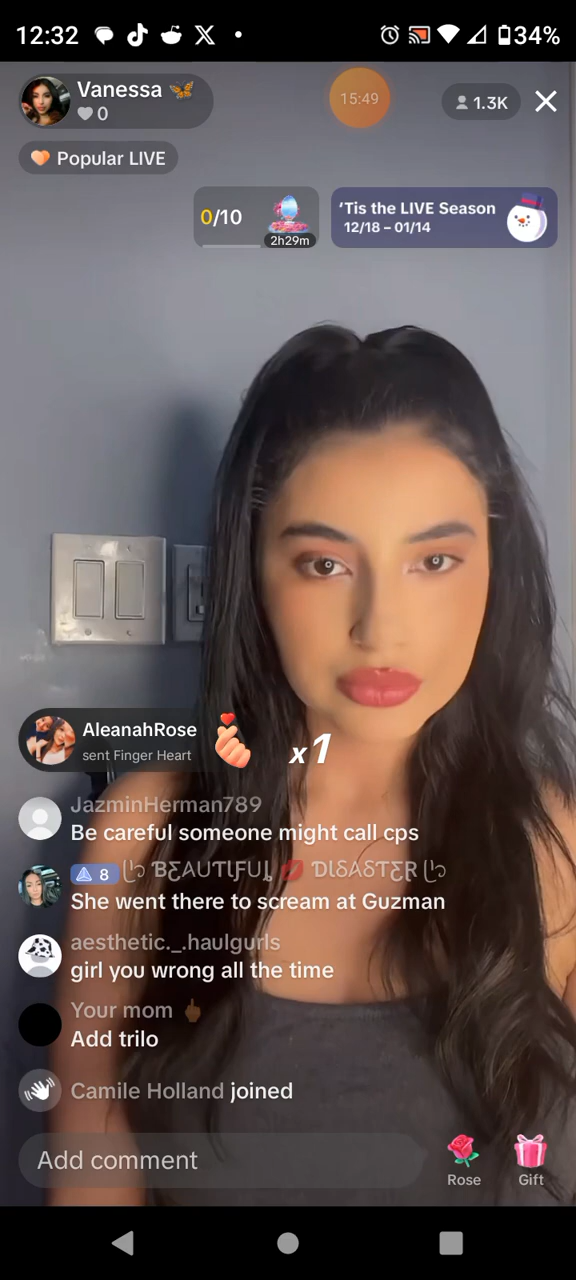 12:32
34%
Vanessa
0
15:49
1.3K
Popular LIVE
0/10
2h29m
'Tis the LIVE Season
12/18 – 01/14
AleanahRose
sent Finger Heart
x1
JazminHerman789
Be careful someone might call cps
8
She went there to scream at Guzman
aesthetic._.haulgurls
girl you wrong all the time
Your mom
Add trilo
Camile Holland joined
Add comment
Rose
Gift